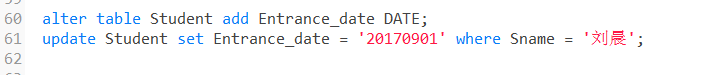 60 alter table Student add Entrance_date DATE;
61 update Student set Entrance_date = '20170901' where Sname = '刘晨';
62